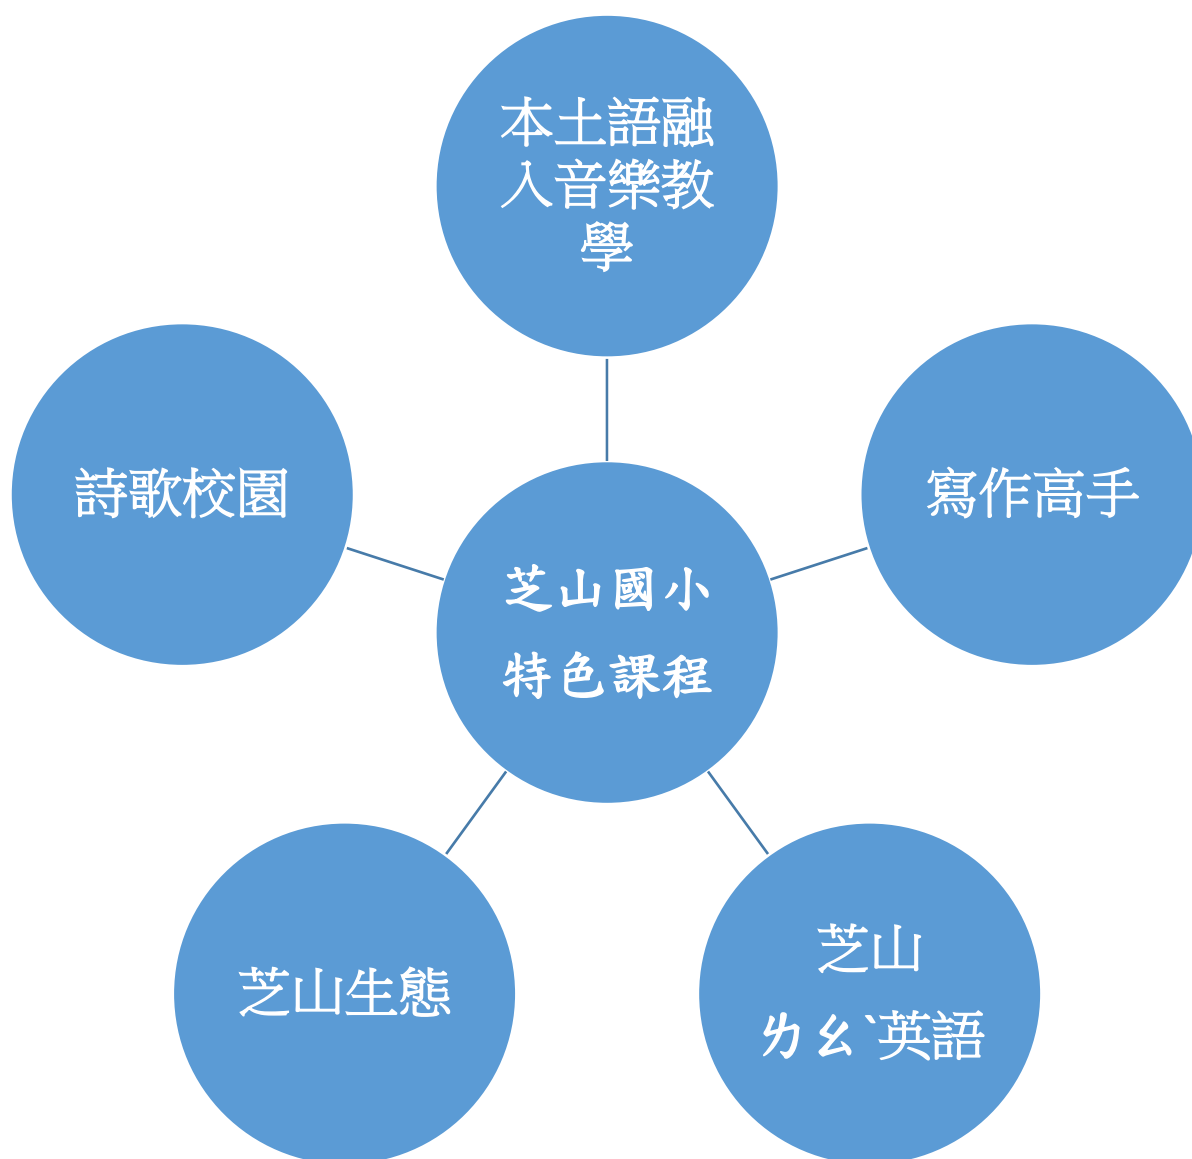 本土語融
入音樂教
學
詩歌校園
寫作高手
芝山國小
特色課程
芝山生態
芝山
ㄌㄠˋ英語